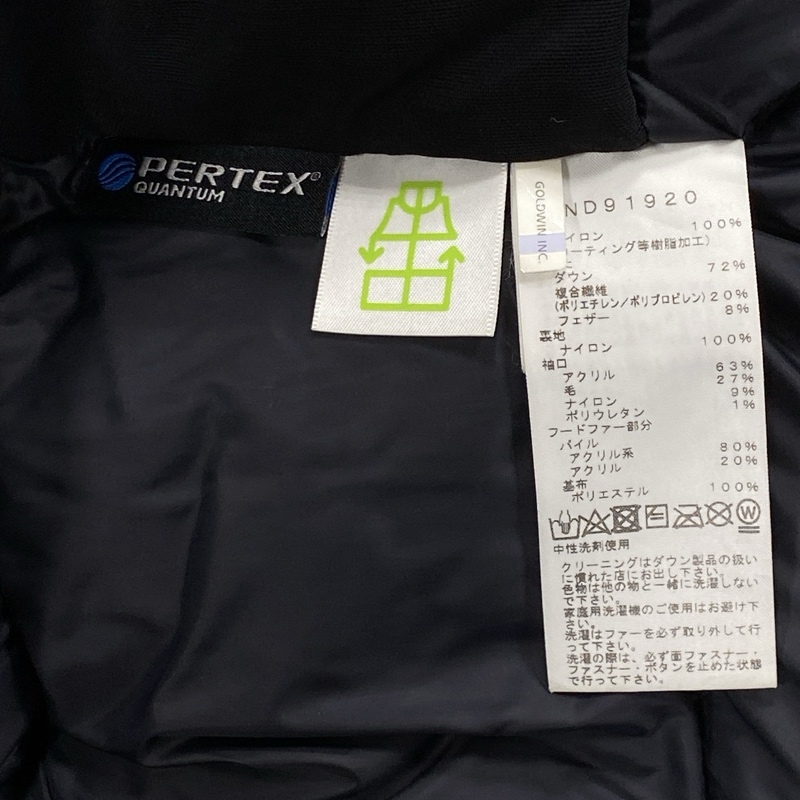 PERTEX®
QUANTUM
GOLDWIN INC.
ND91920
イロン 100%
ーティング等樹脂加工)
ダウン 72%
複合繊維
(ポリエチレン/ポリプロピレン) 20%
フェザー 8%
裏地
ナイロン 100%
袖口
アクリル 63%
毛 27%
ナイロン 9%
ポリウレタン 1%
フードファー部分
パイル
アクリル系 80%
アクリル 20%
基布
ポリエステル 100%
W
中性洗剤使用
クリーニングはダウン製品の扱い
に慣れた店にお出し下さい。
色物は他の物と一緒に洗濯しない
で下さい。
家庭用洗濯機のご使用はお避け下
さい。
洗濯はファーを必ず取り外して行
って下さい。
洗濯の際は、必ず面ファスナー・
ファスナー・ボタンを止めた状態
で行って下さい。